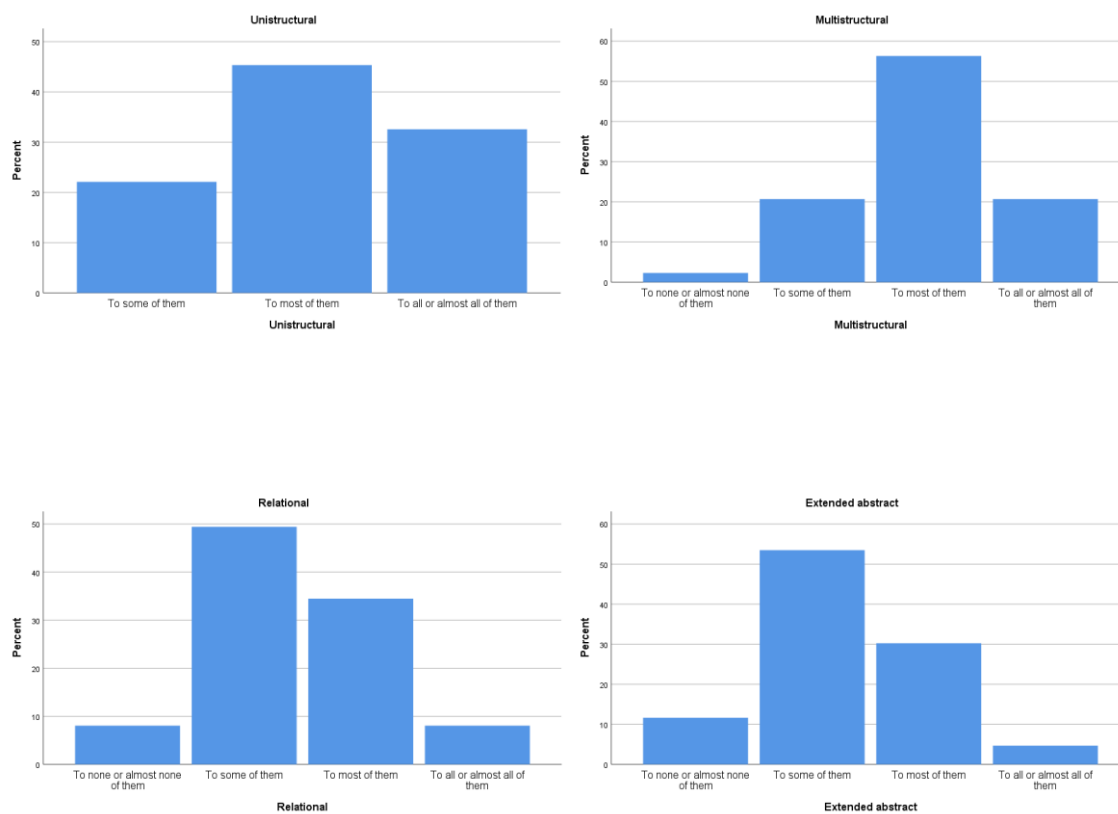 Unistructural
50
40
30
20
10
0
Percent
To some of them
To most of them
To all or almost all of them
Unistructural
Multistructural
60
50
40
30
20
10
0
Percent
To none or almost none
of them
To some of them
To most of them
To all or almost all of
them
Multistructural
Relational
50
40
30
20
10
0
Percent
To none or almost none
of them
To some of them
To most of them
To all or almost all of
them
Relational
Extended abstract
60
50
40
30
20
10
0
Percent
To none or almost none
of them
To some of them
To most of them
To all or almost all of
them
Extended abstract